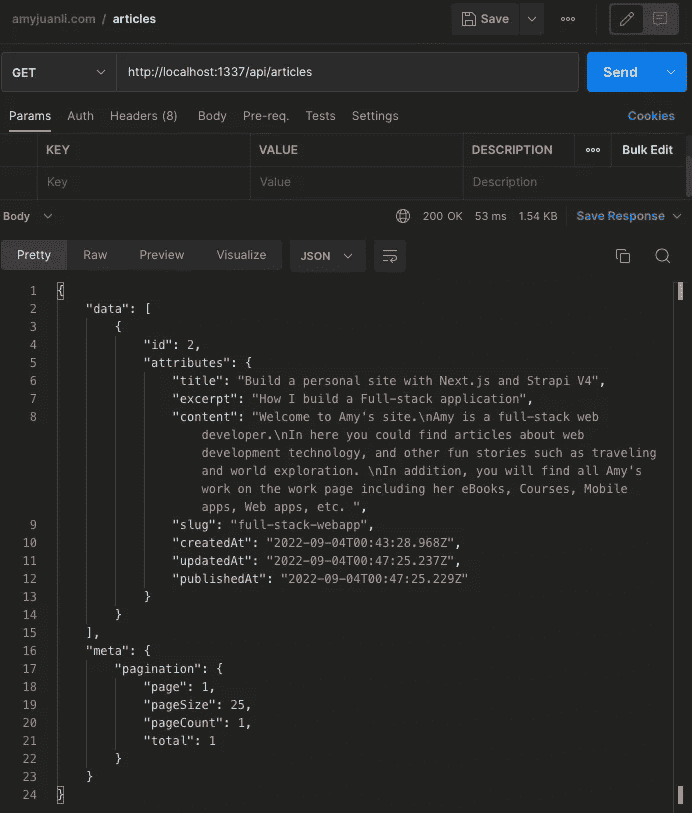 amyjuanli.com / articles Save
GET http://localhost:1337/api/articles Send
Params Auth Headers (8) Body Pre-req. Tests Settings Cookies
KEY VALUE DESCRIPTION Bulk Edit
Key Value Description
Body 200 OK 53 ms 1.54 KB Save Response
Pretty Raw Preview Visualize JSON
1 {
2 "data": [
3 {
4 "id": 2,
5 "attributes": {
6 "title": "Build a personal site with Next.js and Strapi V4",
7 "excerpt": "How I build a Full-stack application",
8 "content": "Welcome to Amy's site.\nAmy is a full-stack web
developer.\nIn here you could find articles about web
development technology, and other fun stories such as traveling
and world exploration. \nIn addition, you will find all Amy's
work on the work page including her eBooks, Courses, Mobile
apps, Web apps, etc. ",
9 "slug": "full-stack-webapp",
10 "createdAt": "2022-09-04T00:43:28.968Z",
11 "updatedAt": "2022-09-04T00:47:25.237Z",
12 "publishedAt": "2022-09-04T00:47:25.229Z"
13 }
14 }
15 ],
16 "meta": {
17 "pagination": {
18 "page": 1,
19 "pageSize": 25,
20 "pageCount": 1,
21 "total": 1
22 }
23 }
24 }